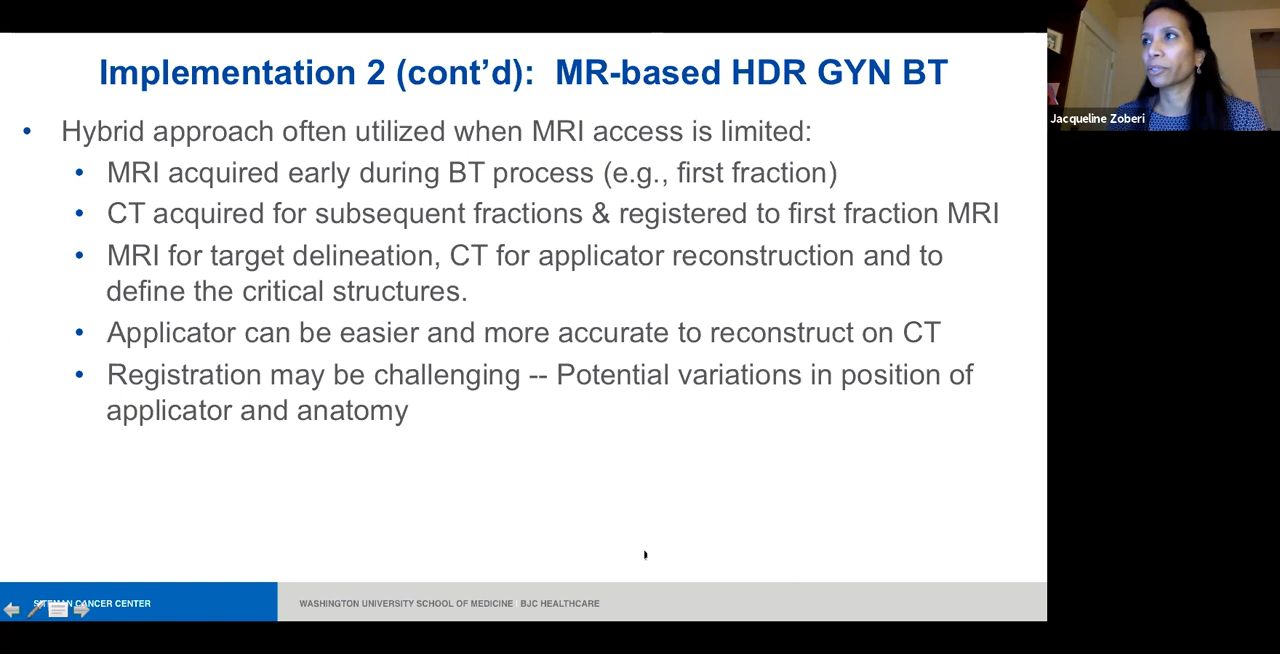 Implementation 2 (cont’d): MR-based HDR GYN BT
• Hybrid approach often utilized when MRI access is limited:
• MRI acquired early during BT process (e.g., first fraction)
• CT acquired for subsequent fractions & registered to first fraction MRI
• MRI for target delineation, CT for applicator reconstruction and to
define the critical structures.
• Applicator can be easier and more accurate to reconstruct on CT
• Registration may be challenging -- Potential variations in position of
applicator and anatomy
Jacqueline Zoberi
SITEMAN CANCER CENTER
WASHINGTON UNIVERSITY SCHOOL OF MEDICINE | BJC HEALTHCARE